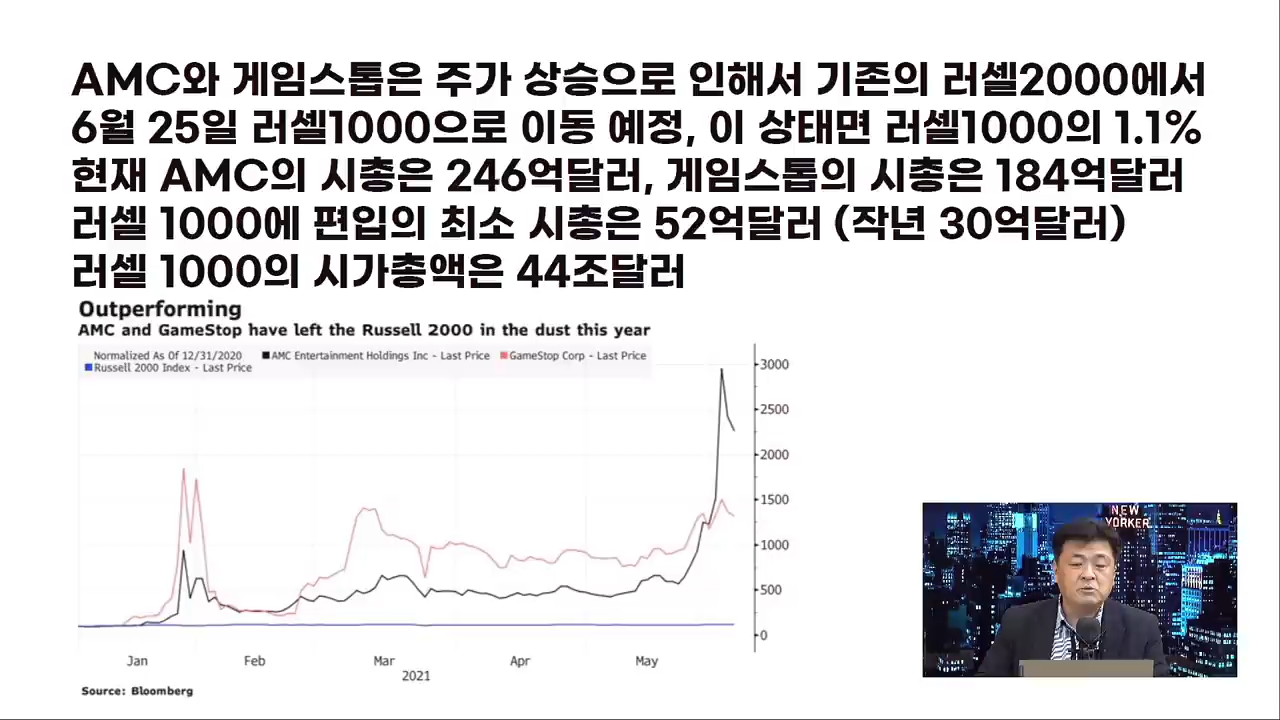 AMC와 게임스톱은 주가 상승으로 인해서 기존의 러셀2000에서
6월 25일 러셀1000으로 이동 예정, 이 상태면 러셀1000의 1.1%
현재 AMC의 시총은 246억달러, 게임스톱의 시총은 184억달러
러셀 1000에 편입의 최소 시총은 52억달러 (작년 30억달러)
러셀 1000의 시가총액은 44조달러
Outperforming
AMC and GameStop have left the Russell 2000 in the dust this year
Normalized As Of 12/31/2020 AMC Entertainment Holdings Inc - Last Price GameStop Corp - Last Price
Russell 2000 Index - Last Price
3000
2500
2000
1500
1000
500
0
Jan Feb Mar Apr May
2021
Source: Bloomberg
NEW
YORKER